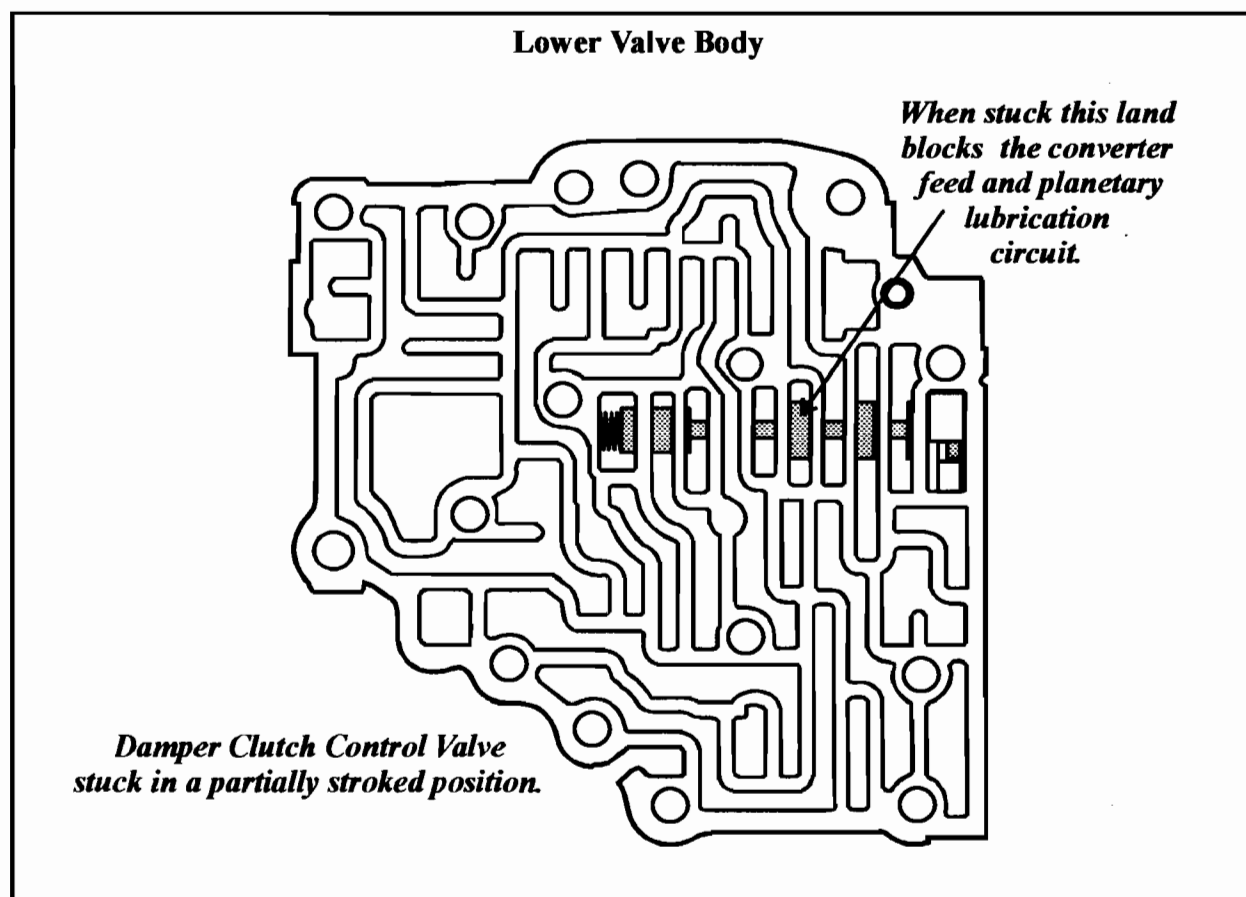 Lower Valve Body
When stuck this land
blocks the converter
feed and planetary
lubrication
circuit.
Damper Clutch Control Valve
stuck in a partially stroked position.